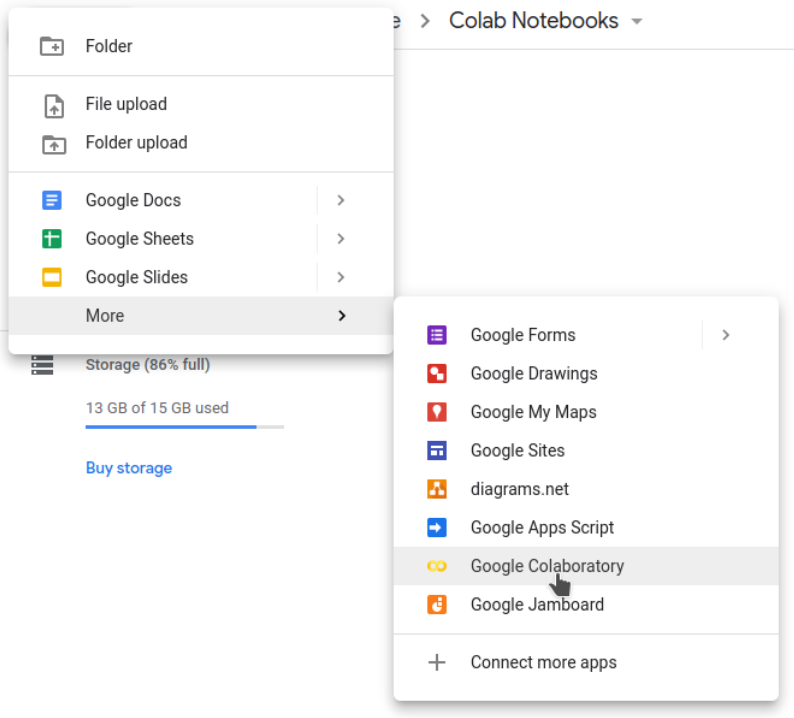 e > Colab Notebooks
Folder
File upload
Folder upload
Google Docs
Google Sheets
Google Slides
More
Storage (86% full)
13 GB of 15 GB used
Buy storage
Google Forms
Google Drawings
Google My Maps
Google Sites
diagrams.net
Google Apps Script
Google Colaboratory
Google Jamboard
Connect more apps